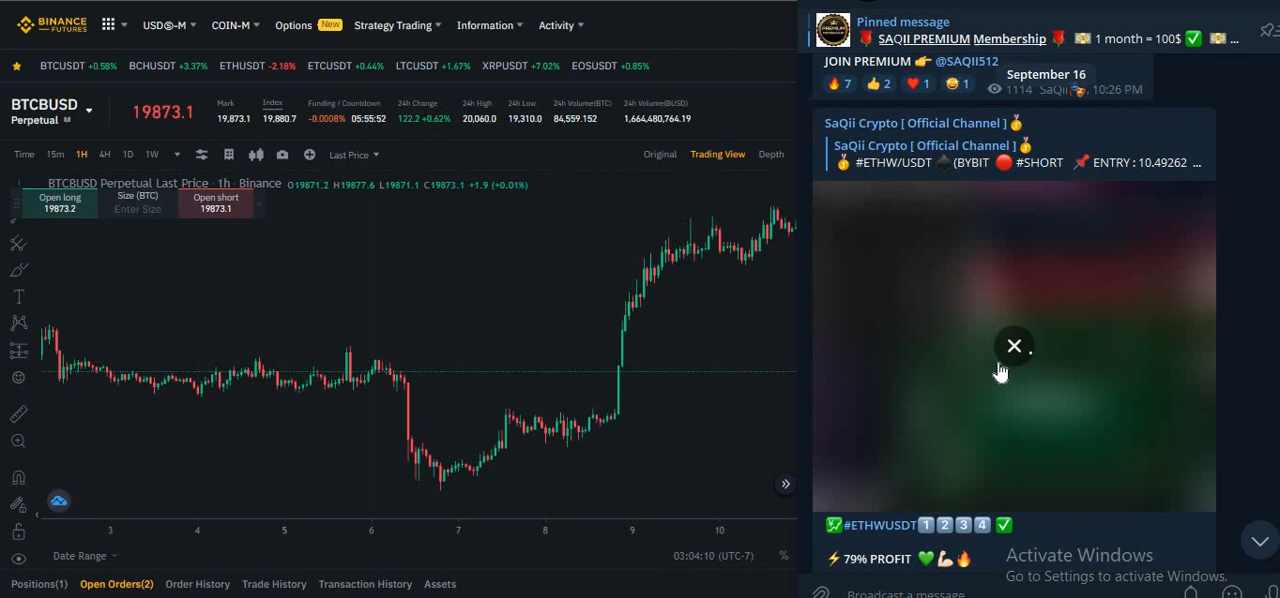 BINANCE FUTURES USDⓈ-M COIN-M Options New Strategy Trading Information Activity
BTCUSDT +0.58% BCHUSDT +3.37% ETHUSDT -2.18% ETCUSDT +0.44% LTCUSDT +1.67% XRPUSDT +7.02% EOSUSDT +0.85%
BTCBUSD
Perpetual
19873.1
Mark Index Funding / Countdown 24h Change 24h High 24h Low 24h Volume(BTC) 24h Volume(BUSD)
19,873.1 19,880.7 -0.0008% 05:55:52 122.2 +0.62% 20,060.0 19,310.0 84,559.152 1,664,480,764.19
Time 15m 1H 4H 1D 1W Last Price Original Trading View Depth
BTCBUSD Perpetual Last Price · 1h · Binance O19871.2 H19877.6 L19871.1 C19873.1 +1.9 (+0.01%)
Open long Size (BTC) Open short
19873.2 Enter Size 19873.1
3 4 5 6 7 8 9 10
Date Range 03:04:10 (UTC-7) %
Positions(1) Open Orders(2) Order History Trade History Transaction History Assets
Pinned message
🌹 SAQII PREMIUM Membership 🌹 💵 1 month = 100$ ✅ 💵 ...
JOIN PREMIUM 👉 @SAQII512
September 16
🔥 7 👍 2 ❤️ 1 🤩 1 1114 SaQii🎭, 10:26 PM
SaQii Crypto [ Official Channel ]🥇
SaQii Crypto [ Official Channel ]🥇
🥇 #ETHW/USDT ♠️(BYBIT 🔴 #SHORT 📌 ENTRY : 10.49262 ...
💹#ETHWUSDT1️⃣2️⃣3️⃣4️⃣ ✅
⚡79% PROFIT 💚💪🏻🔥
Activate Windows
Go to Settings to activate Windows.
Broadcast a message...